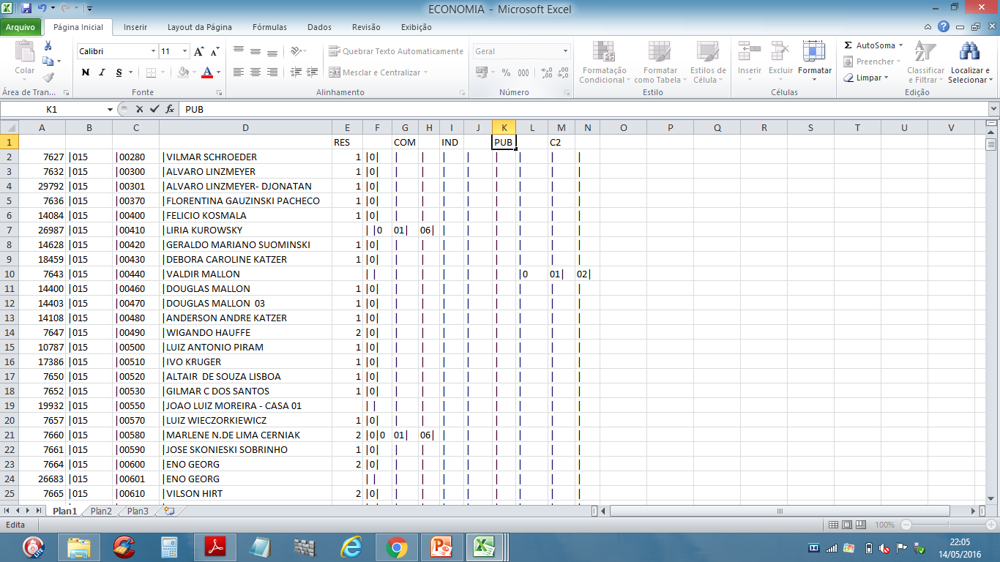 ECONOMIA - Microsoft Excel
Arquivo Página Inicial Inserir Layout da Página Fórmulas Dados Revisão Exibição
Colar Calibri 11 Quebrar Texto Automaticamente Geral AutoSoma
N I S Mesclar e Centralizar % 000 Formatação Condicional Formatar como Tabela Estilos de Célula Inserir Excluir Formatar Preencher Limpar Classificar e Filtrar Localizar e Selecionar
Área de Tran... Fonte Alinhamento Número Estilo Células Edição
K1 fx PUB
A B C D E F G H I J K L M N O P Q R S T U V
1 RES COM IND PUB C2
2 7627 |015 |00280 |VILMAR SCHROEDER 1 |0| | | | | | | | |
3 7632 |015 |00300 |ALVARO LINZMEYER 1 |0| | | | | | | | |
4 29792 |015 |00301 |ALVARO LINZMEYER- DJONATAN 1 |0| | | | | | | | |
5 7636 |015 |00370 |FLORENTINA GAUZINSKI PACHECO 1 |0| | | | | | | | |
6 14084 |015 |00400 |FELICIO KOSMALA 1 |0| | | | | | | | |
7 26987 |015 |00410 |LIRIA KUROWSKY | |0 01| 06| | | | | | |
8 14628 |015 |00420 |GERALDO MARIANO SUOMINSKI 1 |0| | | | | | | | |
9 18459 |015 |00430 |DEBORA CAROLINE KATZER 1 |0| | | | | | | | |
10 7643 |015 |00440 |VALDIR MALLON | | | | | | | |0 01| 02|
11 14400 |015 |00460 |DOUGLAS MALLON 1 |0| | | | | | | | |
12 14403 |015 |00470 |DOUGLAS MALLON 03 1 |0| | | | | | | | |
13 14108 |015 |00480 |ANDERSON ANDRE KATZER 1 |0| | | | | | | | |
14 7647 |015 |00490 |WIGANDO HAUFFE 2 |0| | | | | | | | |
15 10787 |015 |00500 |LUIZ ANTONIO PIRAM 1 |0| | | | | | | | |
16 17386 |015 |00510 |IVO KRUGER 1 |0| | | | | | | | |
17 7650 |015 |00520 |ALTAIR DE SOUZA LISBOA 1 |0| | | | | | | | |
18 7652 |015 |00530 |GILMAR C DOS SANTOS 1 |0| | | | | | | | |
19 19932 |015 |00550 |JOAO LUIZ MOREIRA - CASA 01 | | | | | | | | | |
20 7657 |015 |00570 |LUIZ WIECZORKIEWICZ 1 |0| | | | | | | | |
21 7660 |015 |00580 |MARLENE N.DE LIMA CERNIAK 2 |0|0 01| 06| | | | | | |
22 7661 |015 |00590 |JOSE SKONIESKI SOBRINHO 1 |0| | | | | | | | |
23 7664 |015 |00600 |ENO GEORG 2 |0| | | | | | | | |
24 26683 |015 |00601 |ENO GEORG | | | | | | | | | |
25 7665 |015 |00610 |VILSON HIRT 2 |0| | | | | | | | |
Plan1 Plan2 Plan3
Edita 100%
22:05
14/05/2016